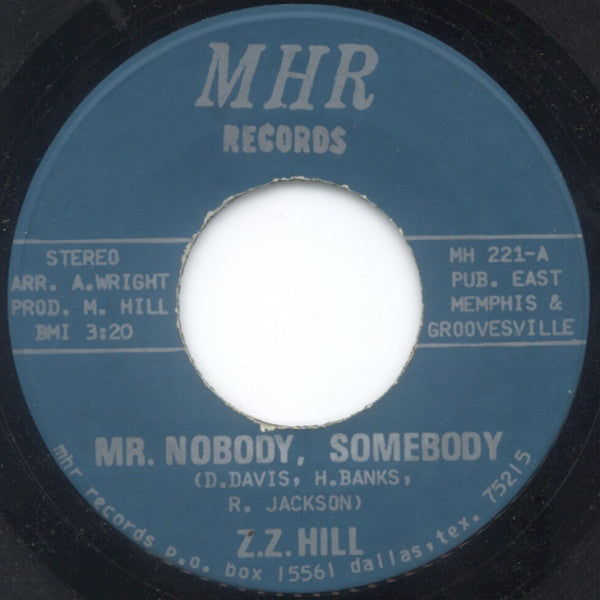 MHR
RECORDS
STEREO
ARR. A.WRIGHT
PROD. M. HILL
BMI 3:20
MH 221-A
PUB. EAST
MEMPHIS &
GROOVESVILLE
MR. NOBODY, SOMEBODY
(D.DAVIS, H.BANKS,
R. JACKSON)
Z.Z. HILL
mhr records p.o. box 15561 dallas, tex. 75215